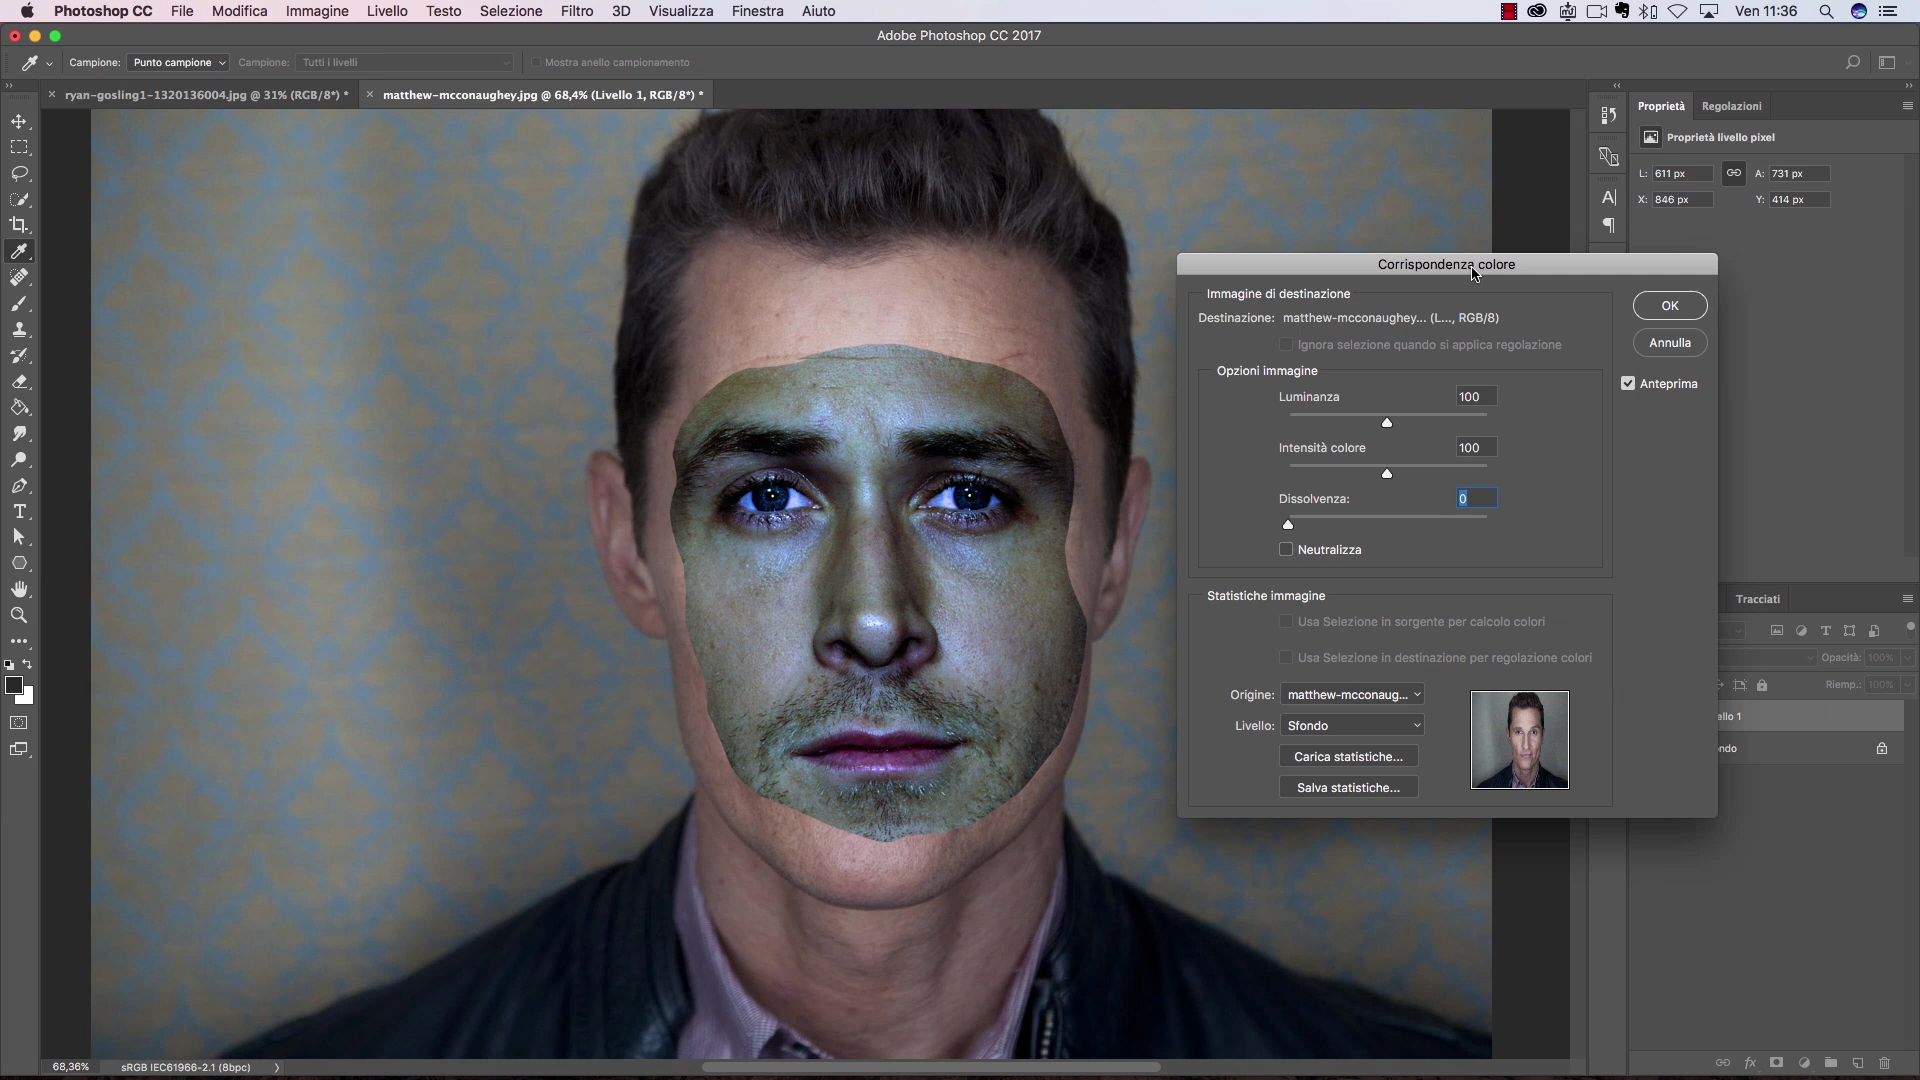 Photoshop CC File Modifica Immagine Livello Testo Selezione Filtro 3D Visualizza Finestra Aiuto Ven 11:36
Adobe Photoshop CC 2017
Campione: Punto campione Campione: Tutti i livelli Mostra anello campionamento
ryan-gosling1-1320136004.jpg @ 31% (RGB/8*) * matthew-mcconaughey.jpg @ 68,4% (Livello 1, RGB/8*) *
Proprietà Regolazioni
Proprietà livello pixel
L: 611 px A: 731 px
X: 846 px Y: 414 px
Corrispondenza colore
Immagine di destinazione
Destinazione: matthew-mcconaughey... (L..., RGB/8)
OK
Ignora selezione quando si applica regolazione
Annulla
Opzioni immagine
Anteprima
Luminanza 100
Intensità colore 100
Dissolvenza: 0
Neutralizza
Statistiche immagine
Usa Selezione in sorgente per calcolo colori
Usa Selezione in destinazione per regolazione colori
Origine: matthew-mcconaug...
Livello: Sfondo
Carica statistiche...
Salva statistiche...
Tracciati
Opacità: 100%
Riemp.: 100%
ello 1
ondo
68,36% sRGB IEC61966-2.1 (8bpc)